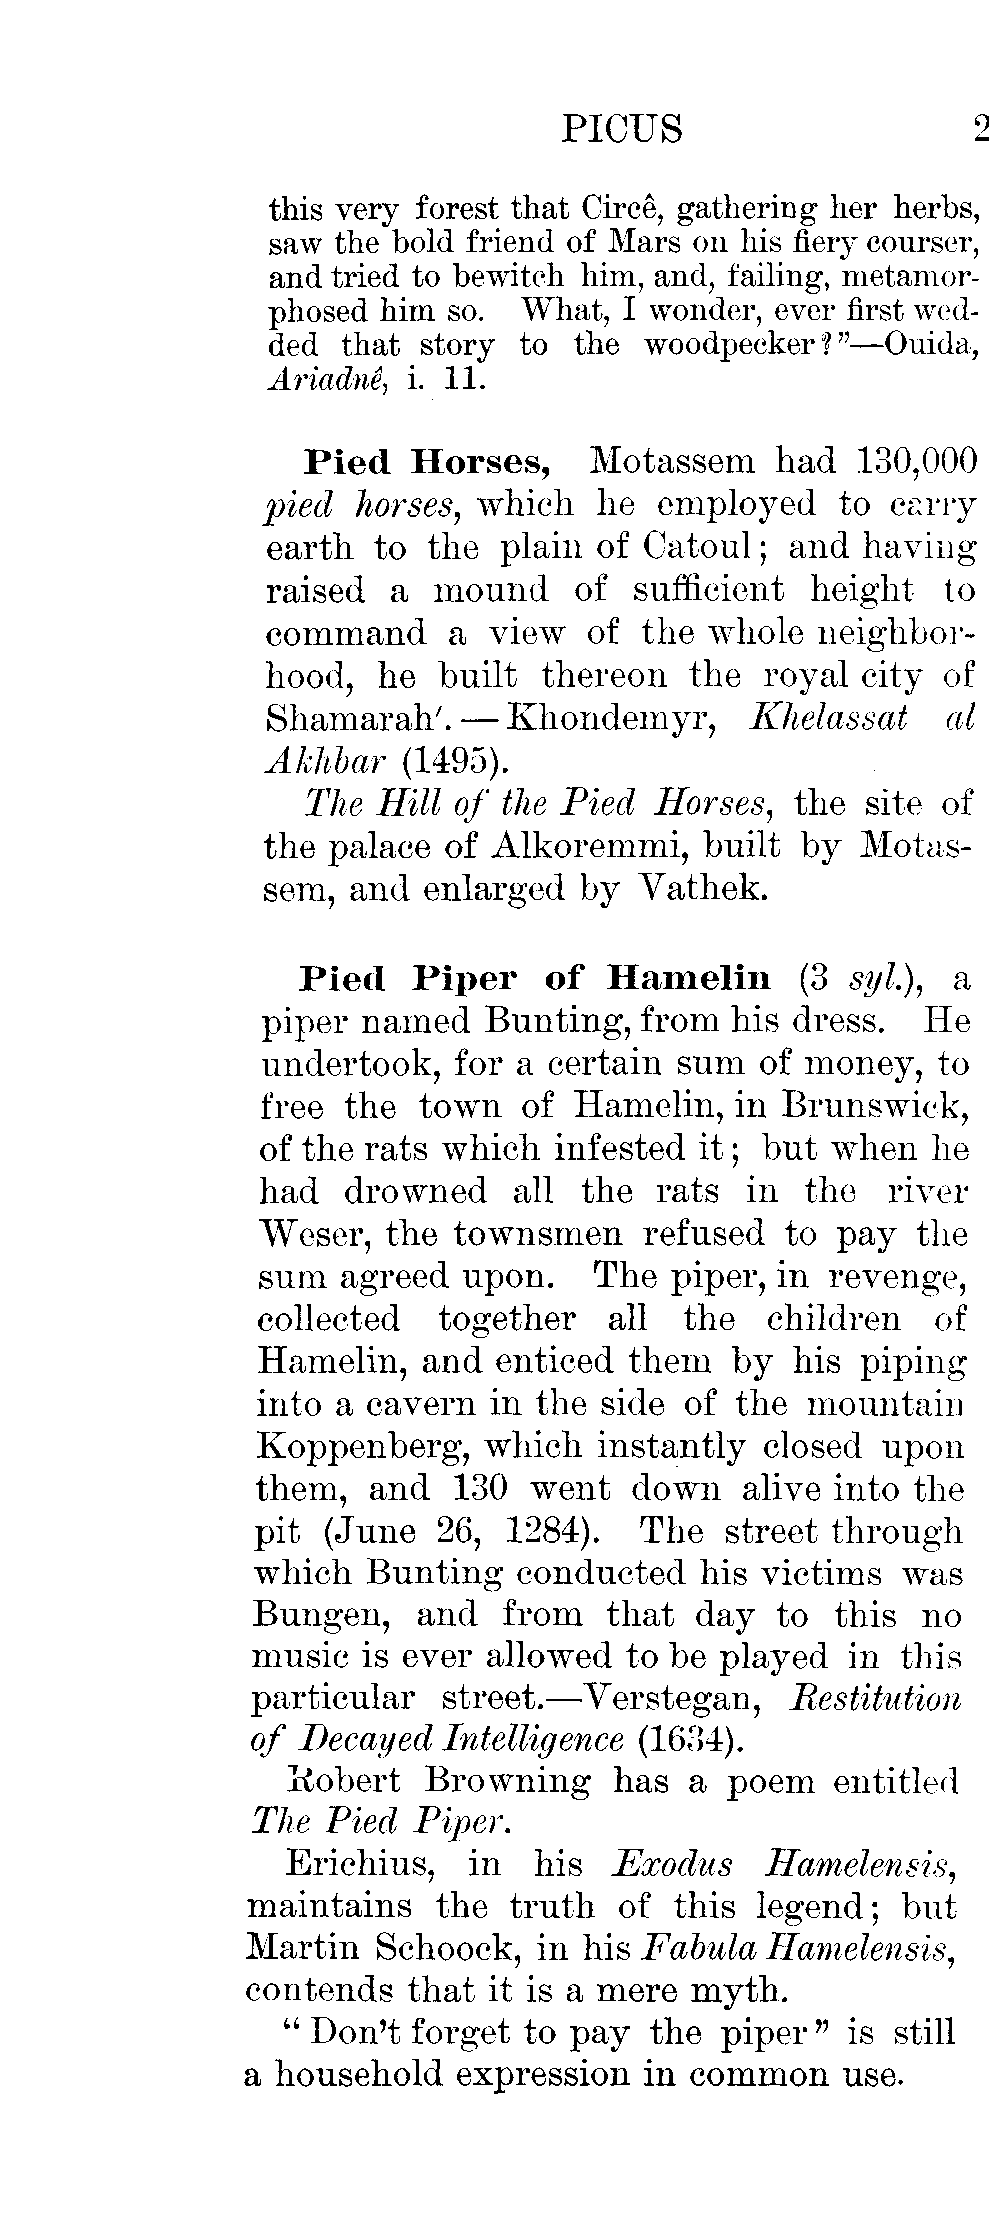 PICUS 2
this very forest that Circê, gathering her herbs,
saw the bold friend of Mars on his fiery courser,
and tried to bewitch him, and, failing, metamor-
phosed him so. What, I wonder, ever first wed-
ded that story to the woodpecker?"—Ouida,
Ariadnê, i. 11.
Pied Horses, Motassem had 130,000
pied horses, which he employed to carry
earth to the plain of Catoul; and having
raised a mound of sufficient height to
command a view of the whole neighbor-
hood, he built thereon the royal city of
Shamarah'.—Khondemyr, Khelassat al
Akhbar (1495).
The Hill of the Pied Horses, the site of
the palace of Alkoremmi, built by Motas-
sem, and enlarged by Vathek.
Pied Piper of Hamelin (3 syl.), a
piper named Bunting, from his dress. He
undertook, for a certain sum of money, to
free the town of Hamelin, in Brunswick,
of the rats which infested it; but when he
had drowned all the rats in the river
Weser, the townsmen refused to pay the
sum agreed upon. The piper, in revenge,
collected together all the children of
Hamelin, and enticed them by his piping
into a cavern in the side of the mountain
Koppenberg, which instantly closed upon
them, and 130 went down alive into the
pit (June 26, 1284). The street through
which Bunting conducted his victims was
Bungen, and from that day to this no
music is ever allowed to be played in this
particular street.—Verstegan, Restitution
of Decayed Intelligence (1634).
Robert Browning has a poem entitled
The Pied Piper.
Erichius, in his Exodus Hamelensis,
maintains the truth of this legend; but
Martin Schoock, in his Fabula Hamelensis,
contends that it is a mere myth.
"Don't forget to pay the piper" is still
a household expression in common use.